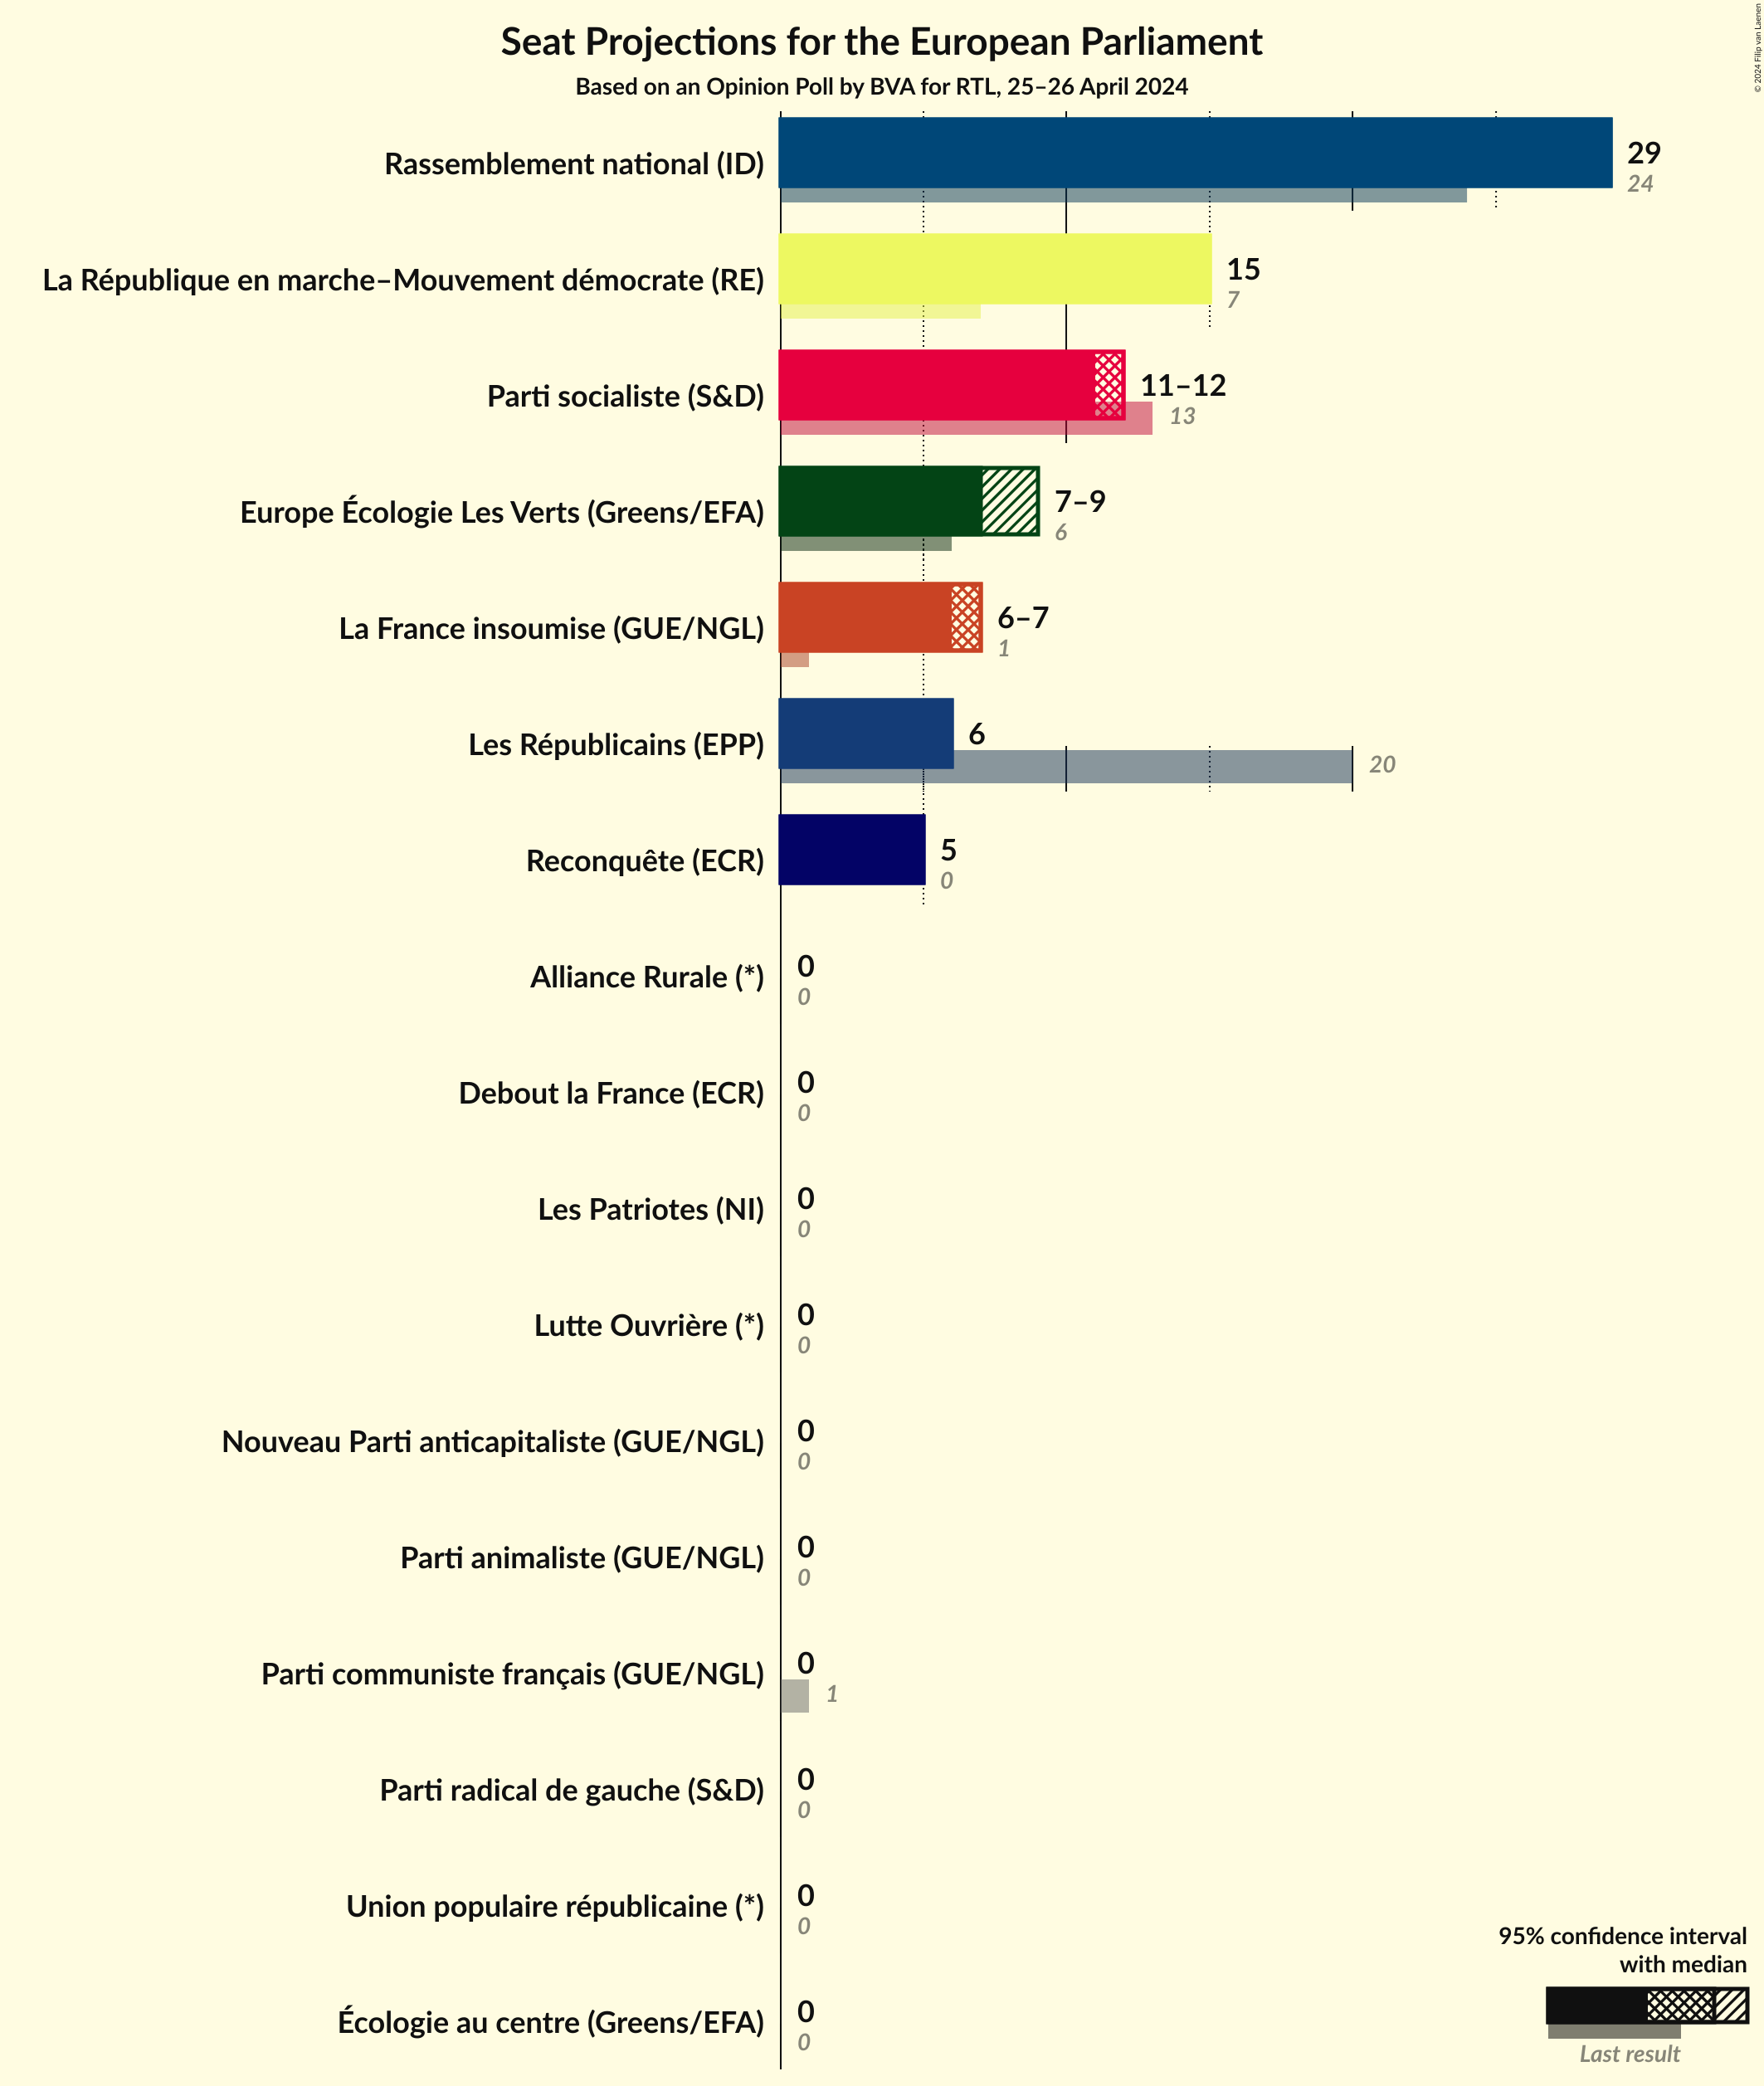 Seat Projections for the European Parliament
Based on an Opinion Poll by BVA for RTL, 25–26 April 2024
© 2024 Filip van Laenen
Rassemblement national (ID)
29
24
La République en marche–Mouvement démocrate (RE)
15
7
Parti socialiste (S&D)
11–12
13
Europe Écologie Les Verts (Greens/EFA)
7–9
6
La France insoumise (GUE/NGL)
6–7
1
Les Républicains (EPP)
6
20
Reconquête (ECR)
5
0
Alliance Rurale (*)
0
0
Debout la France (ECR)
0
0
Les Patriotes (NI)
0
0
Lutte Ouvrière (*)
0
0
Nouveau Parti anticapitaliste (GUE/NGL)
0
0
Parti animaliste (GUE/NGL)
0
0
Parti communiste français (GUE/NGL)
0
1
Parti radical de gauche (S&D)
0
0
Union populaire républicaine (*)
0
0
Écologie au centre (Greens/EFA)
0
0
95% confidence interval
with median
Last result